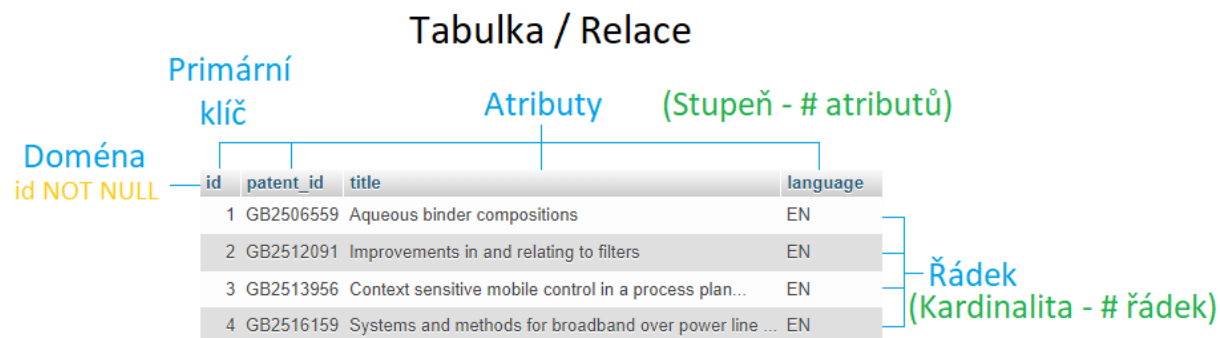 Tabulka / Relace
Primární
klíč
Atributy
(Stupeň - # atributů)
Doména
id NOT NULL
id patent_id title language
1 GB2506559 Aqueous binder compositions EN
2 GB2512091 Improvements in and relating to filters EN
3 GB2513956 Context sensitive mobile control in a process plan... EN
4 GB2516159 Systems and methods for broadband over power line ... EN
Řádek
(Kardinalita - # řádek)